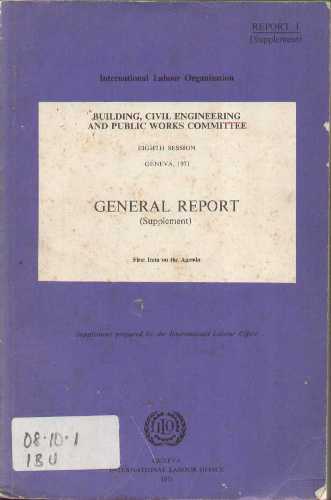 REPORT I
(Supplement)
International Labour Organisation
BUILDING, CIVIL ENGINEERING
AND PUBLIC WORKS COMMITTEE
EIGHTH SESSION
GENEVA, 1971
GENERAL REPORT
(Supplement)
First Item on the Agenda
Supplement prepared by the International Labour Office
ILO
08·10·1
IBU
GENEVA
INTERNATIONAL LABOUR OFFICE
1971